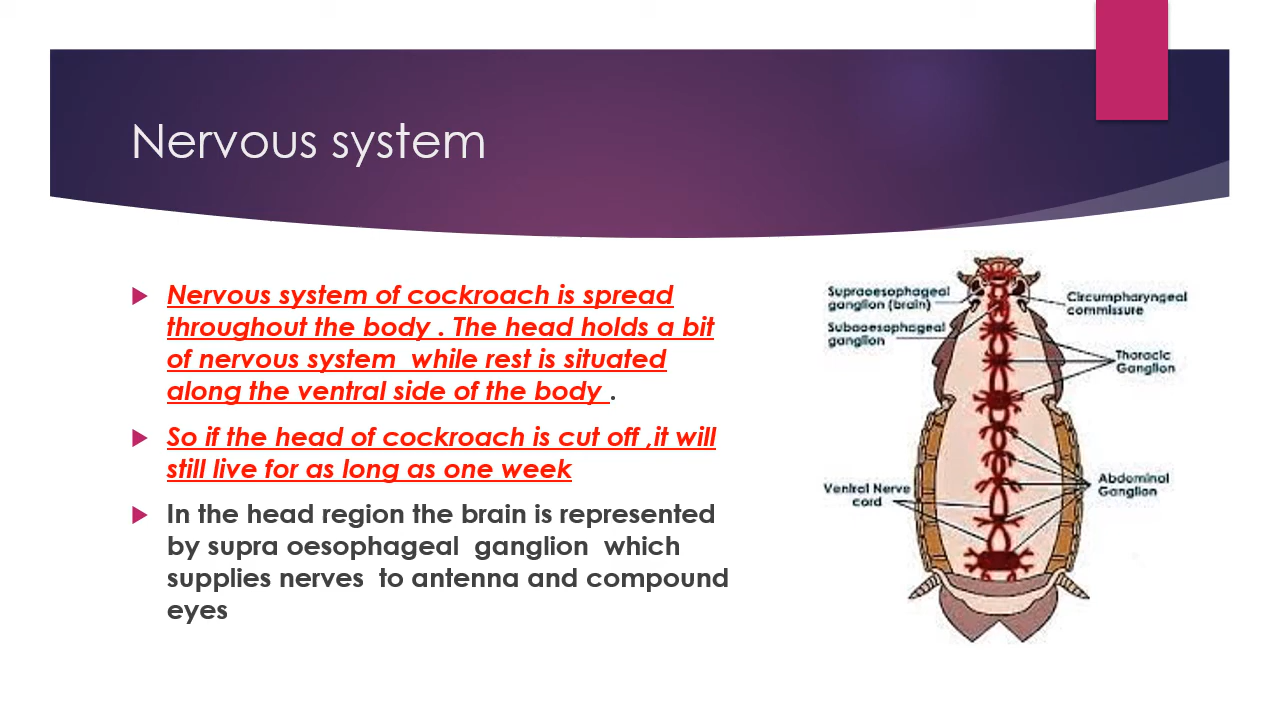 Nervous system
Nervous system of cockroach is spread
throughout the body . The head holds a bit
of nervous system  while rest is situated
along the ventral side of the body .
So if the head of cockroach is cut off ,it will
still live for as long as one week
In the head region the brain is represented
by supra oesophageal  ganglion  which
supplies nerves  to antenna and compound
eyes
Supraoesophageal
ganglion (brain)
Subaoesophageal
ganglion
Circumpharyngeal
commissure
Thoracic
Ganglion
Ventral Nerve
cord
Abdominal
Ganglion